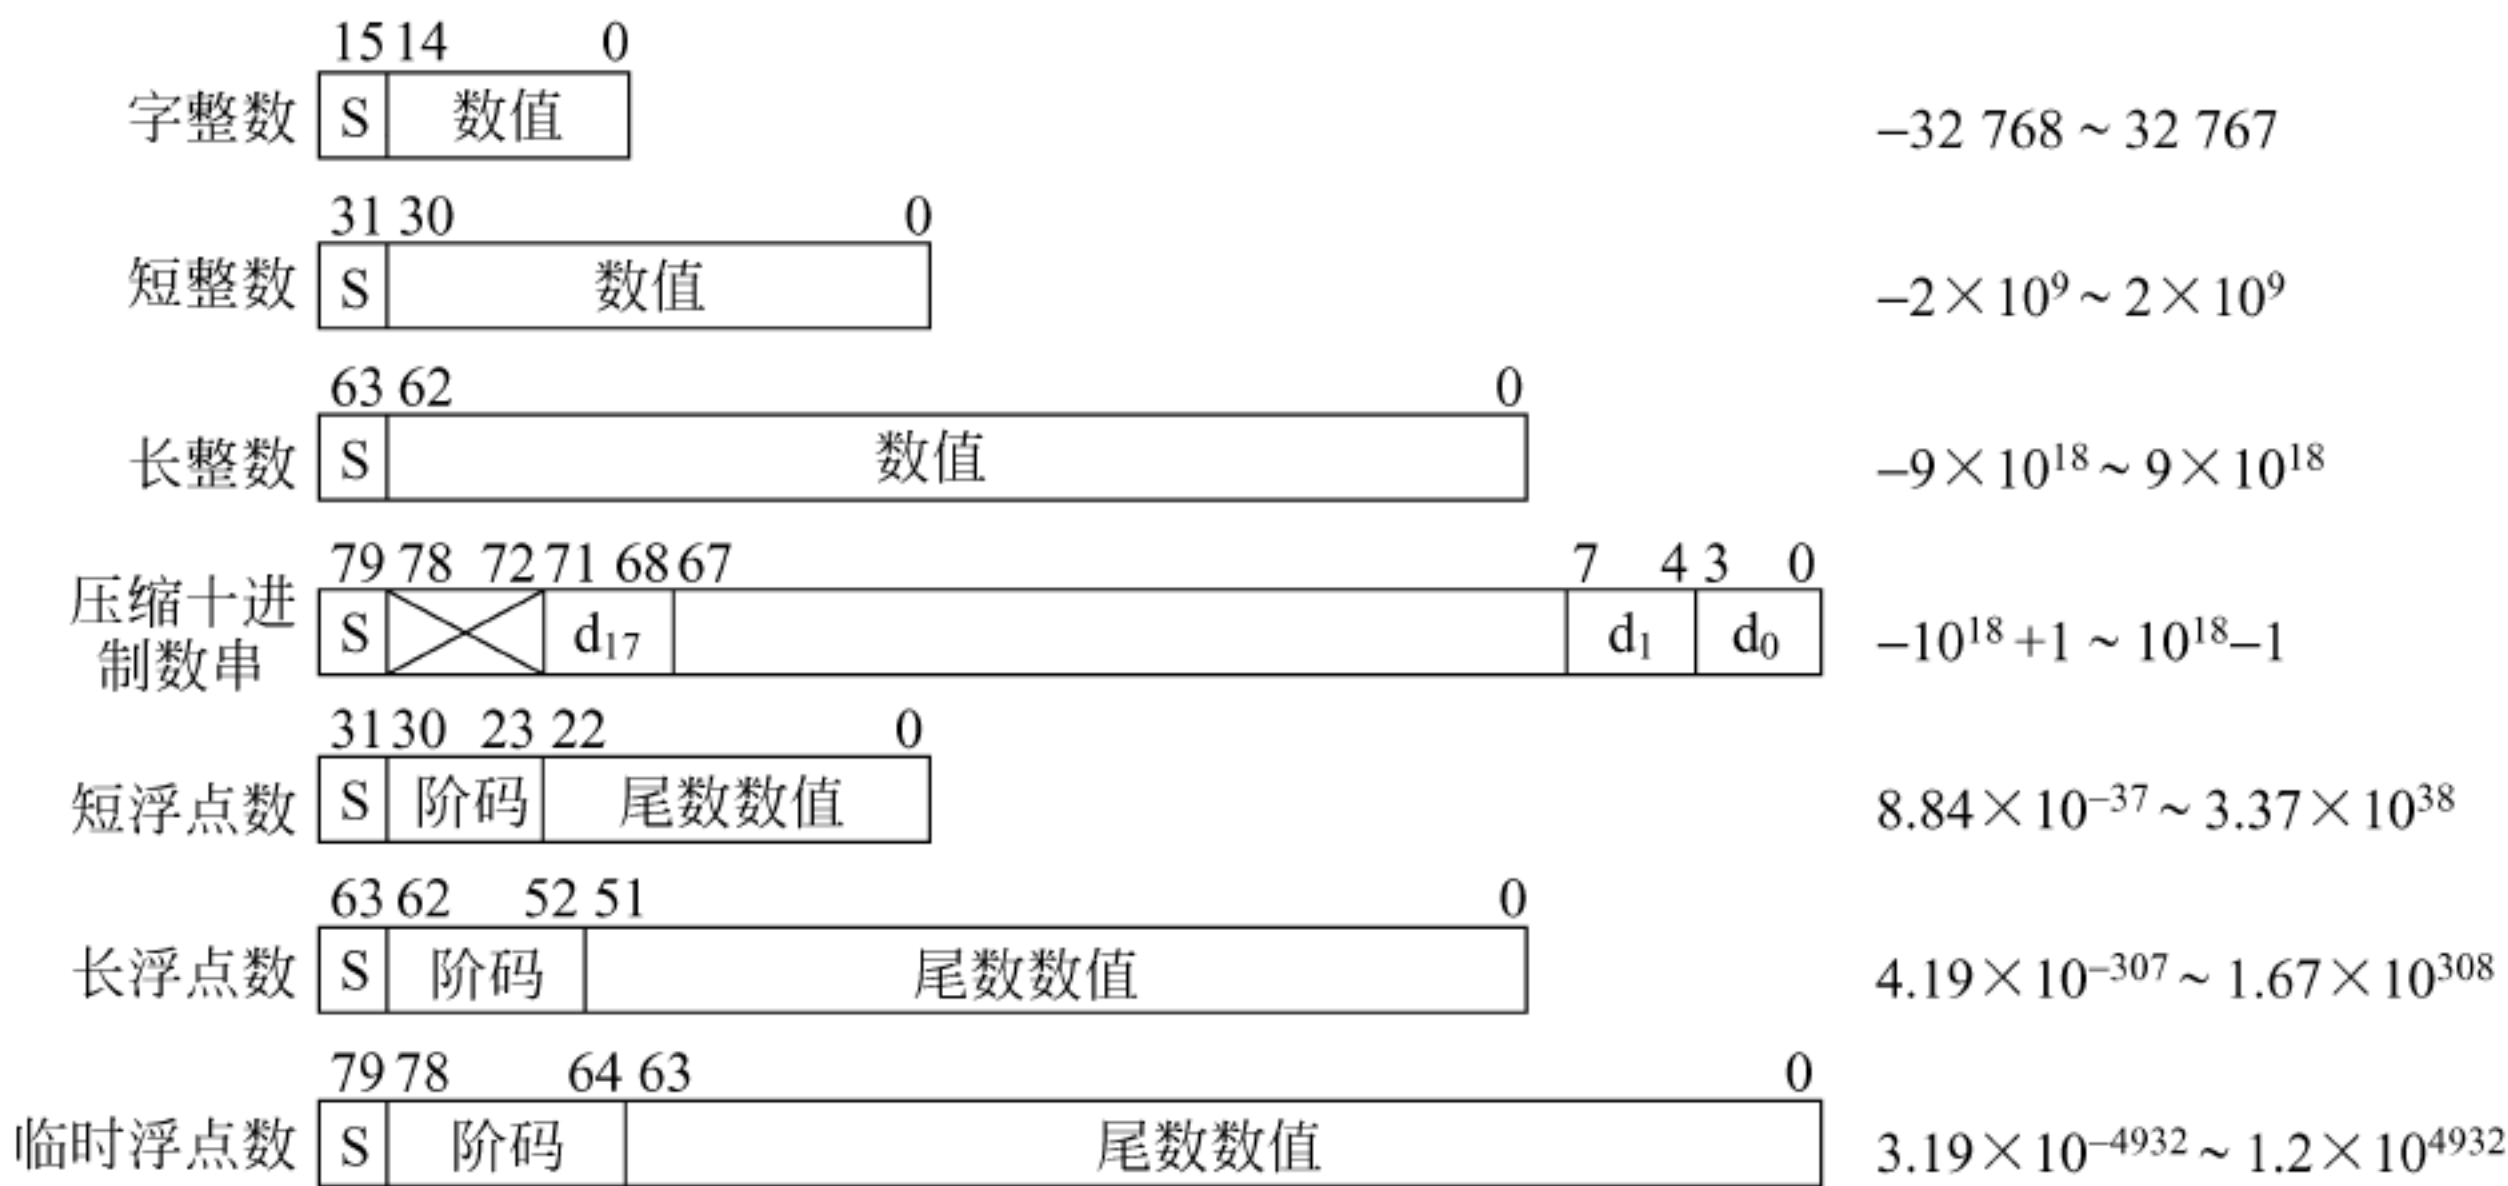 15 14 0
字整数 S 数值 –32 768 ~ 32 767
31 30 0
短整数 S 数值 –2×10⁹ ~ 2×10⁹
63 62 0
长整数 S 数值 –9×10¹⁸ ~ 9×10¹⁸
79 78 72 71 68 67 7 4 3 0
压缩十进
制数串 S d₁₇ d₁ d₀ –10¹⁸+1 ~ 10¹⁸–1
31 30 23 22 0
短浮点数 S 阶码 尾数数值 8.84×10⁻³⁷ ~ 3.37×10³⁸
63 62 52 51 0
长浮点数 S 阶码 尾数数值 4.19×10⁻³⁰⁷ ~ 1.67×10³⁰⁸
79 78 64 63 0
临时浮点数 S 阶码 尾数数值 3.19×10⁻⁴⁹³² ~ 1.2×10⁴⁹³²